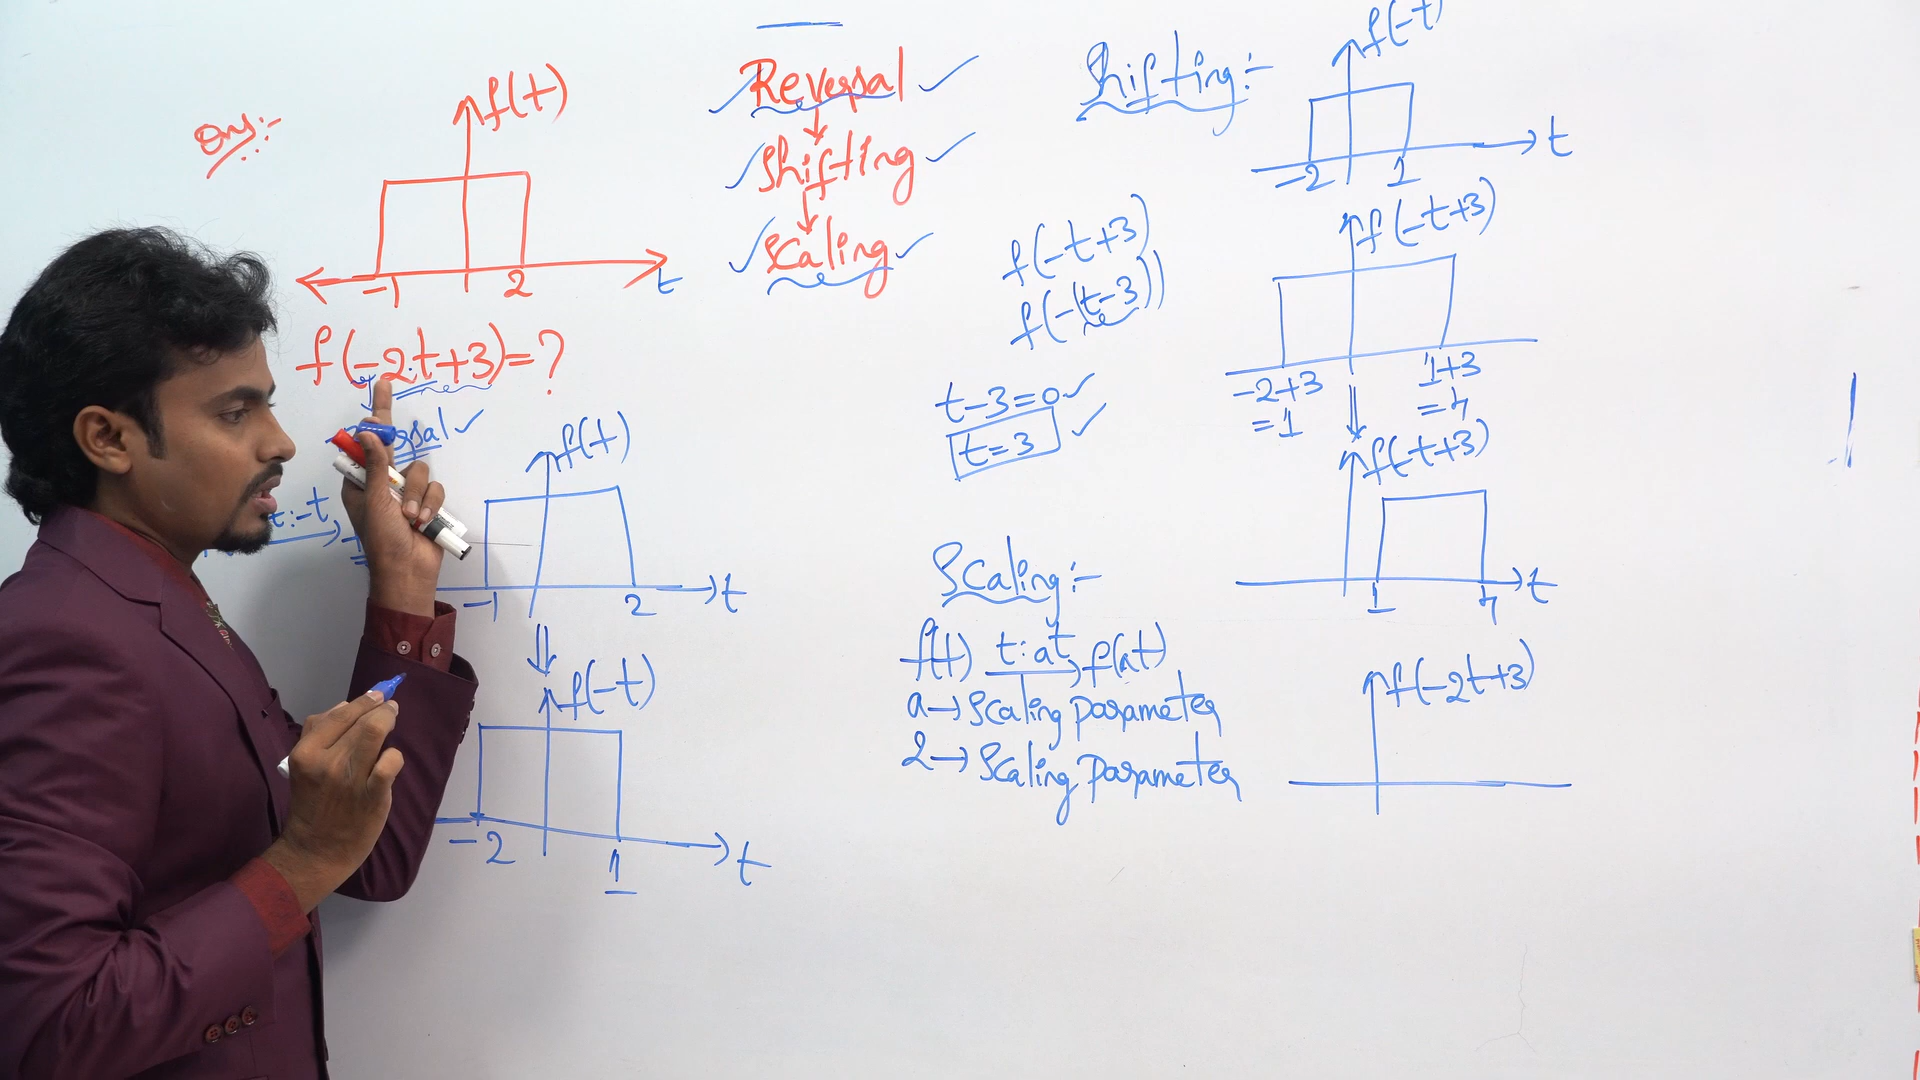 Ans:-
f(t)
-1
2
t
f(-2t+3)=?
t:-t
f(t)
-1
2
t
f(-t)
-2
1
t
Reversal
Shifting
Scaling
f(-t+3)
f(-(t-3))
t-3=0
t=3
Scaling:-
f(t) t:at f(at)
a→Scaling parameter
2→Scaling parameter
Shifting:-
f(-t)
-2
1
t
f(-t+3)
-2+3
=1
1+3
=4
f(-t+3)
1
4
t
f(-2t+3)